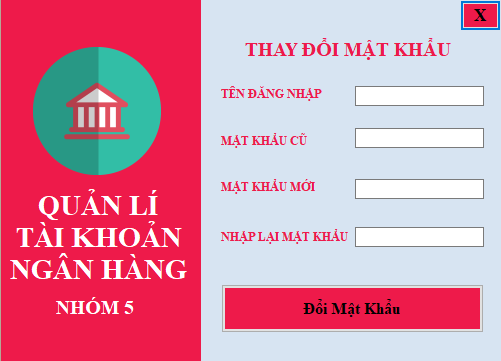 X
THAY ĐỔI MẬT KHẨU
TÊN ĐĂNG NHẬP
MẬT KHẨU CŨ
MẬT KHẨU MỚI
NHẬP LẠI MẬT KHẨU
Đổi Mật Khẩu
QUẢN LÍ
TÀI KHOẢN
NGÂN HÀNG
NHÓM 5